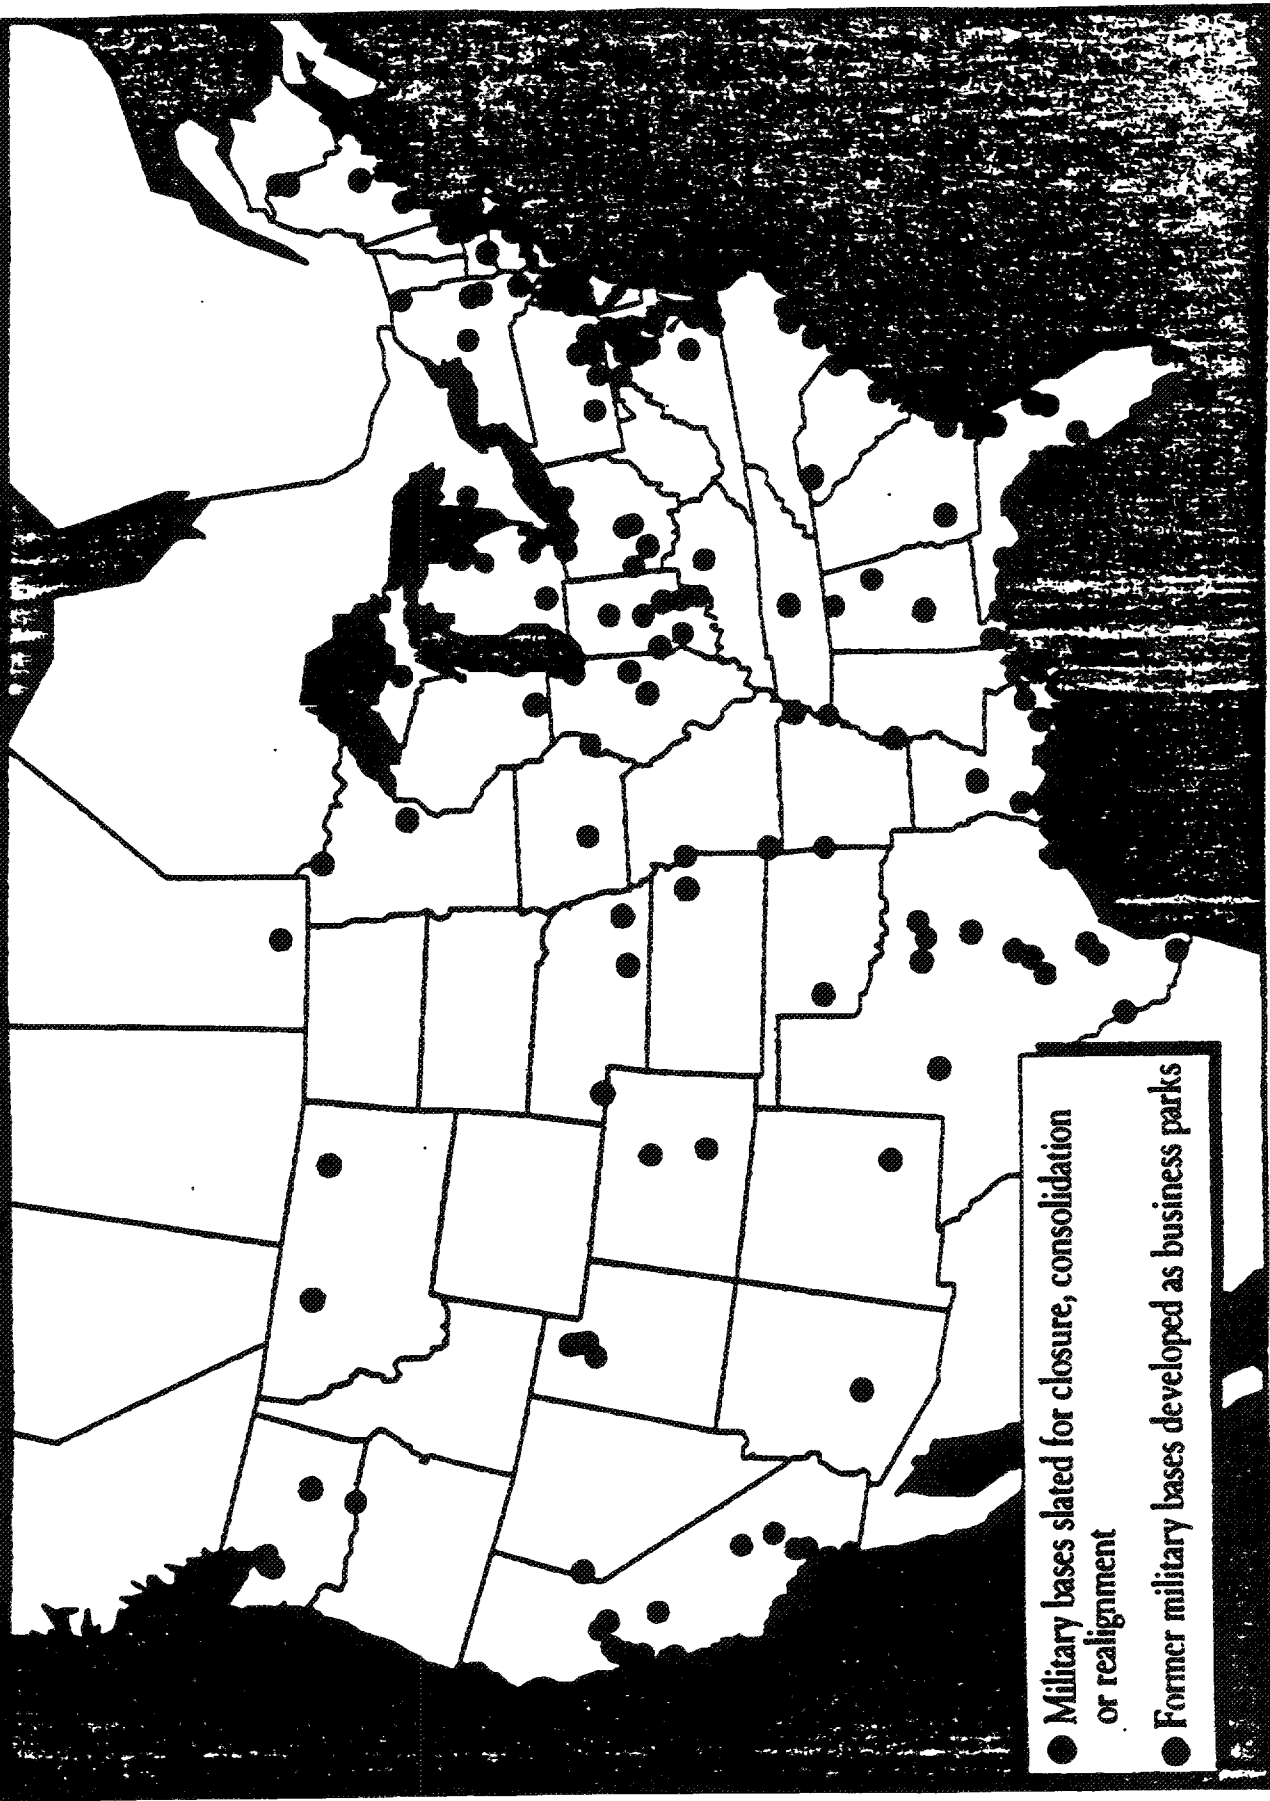 Military bases slated for closure, consolidation
or realignment
Former military bases developed as business parks